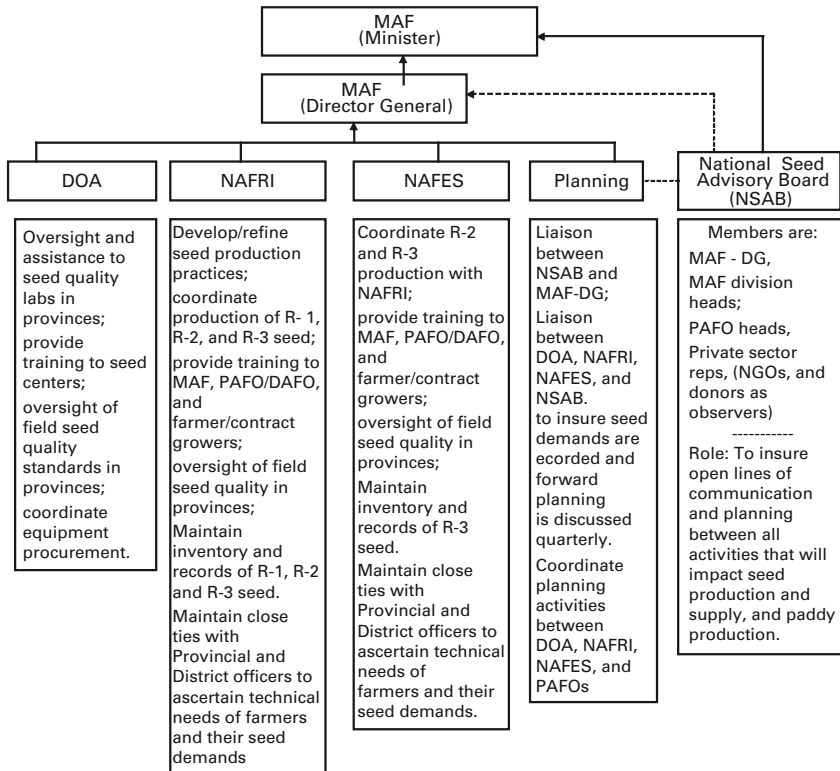 MAF
(Minister)
MAF
(Director General)
DOA
NAFRI
NAFES
Planning
National Seed
Advisory Board
(NSAB)
Oversight and
assistance to
seed quality
labs in
provinces;
provide
training to seed
centers;
oversight of
field seed
quality
standards in
provinces;
coordinate
equipment
procurement.
Develop/refine
seed production
practices;
coordinate
production of R- 1,
R-2, and R-3 seed;
provide training to
MAF, PAFO/DAFO,
and
farmer/contract
growers;
oversight of field
seed quality in
provinces;
Maintain
inventory and
records of R-1, R-2
and R-3 seed.
Maintain close
ties with
Provincial and
District officers to
ascertain technical
needs of farmers
and their seed
demands
Coordinate R-2
and R-3
production with
NAFRI;
provide training to
MAF, PAFO/DAFO,
and
farmer/contract
growers;
oversight of field
seed quality in
provinces;
Maintain
inventory and
records of R-3
seed.
Maintain close
ties with
Provincial and
District officers to
ascertain technical
needs of
farmers and their
seed demands.
Liaison
between
NSAB and
MAF-DG;
Liaison
between
DOA, NAFRI,
NAFES, and
NSAB.
to insure seed
demands are
ecorded and
forward
planning
is discussed
quarterly.
Coordinate
planning
activities
between
DOA, NAFRI,
NAFES, and
PAFOs
Members are:
MAF - DG,
MAF division
heads;
PAFO heads,
Private sector
reps, (NGOs, and
donors as
observers)
-----------
Role: To insure
open lines of
communication
and planning
between all
activities that will
impact seed
production and
supply, and paddy
production.